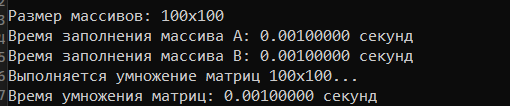 Размер массивов: 100x100
Время заполнения массива A: 0.00100000 секунд
Время заполнения массива B: 0.00100000 секунд
Выполняется умножение матриц 100x100...
Время умножения матриц: 0.00100000 секунд